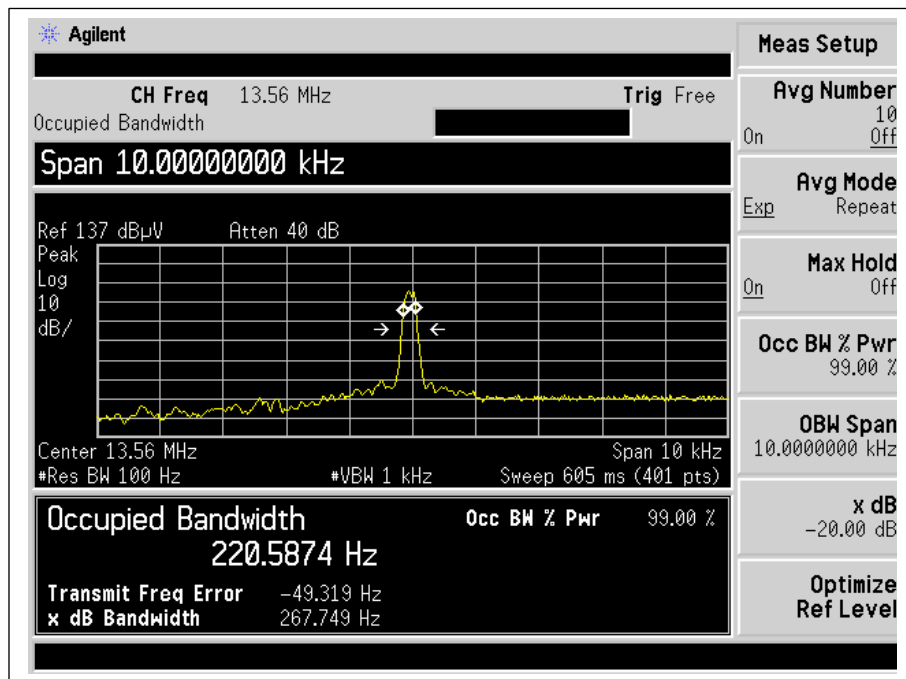 Agilent
CH Freq 13.56 MHz Trig Free
Occupied Bandwidth
Span 10.00000000 kHz
Ref 137 dBµV Atten 40 dB
Peak
Log
10
dB/
Center 13.56 MHz Span 10 kHz
#Res BW 100 Hz #VBW 1 kHz Sweep 605 ms (401 pts)
Occupied Bandwidth Occ BW % Pwr 99.00 %
220.5874 Hz
Transmit Freq Error -49.319 Hz
x dB Bandwidth 267.749 Hz
Meas Setup
Avg Number
10
On Off
Avg Mode
Exp Repeat
Max Hold
On Off
Occ BW % Pwr
99.00 %
OBW Span
10.0000000 kHz
x dB
-20.00 dB
Optimize
Ref Level